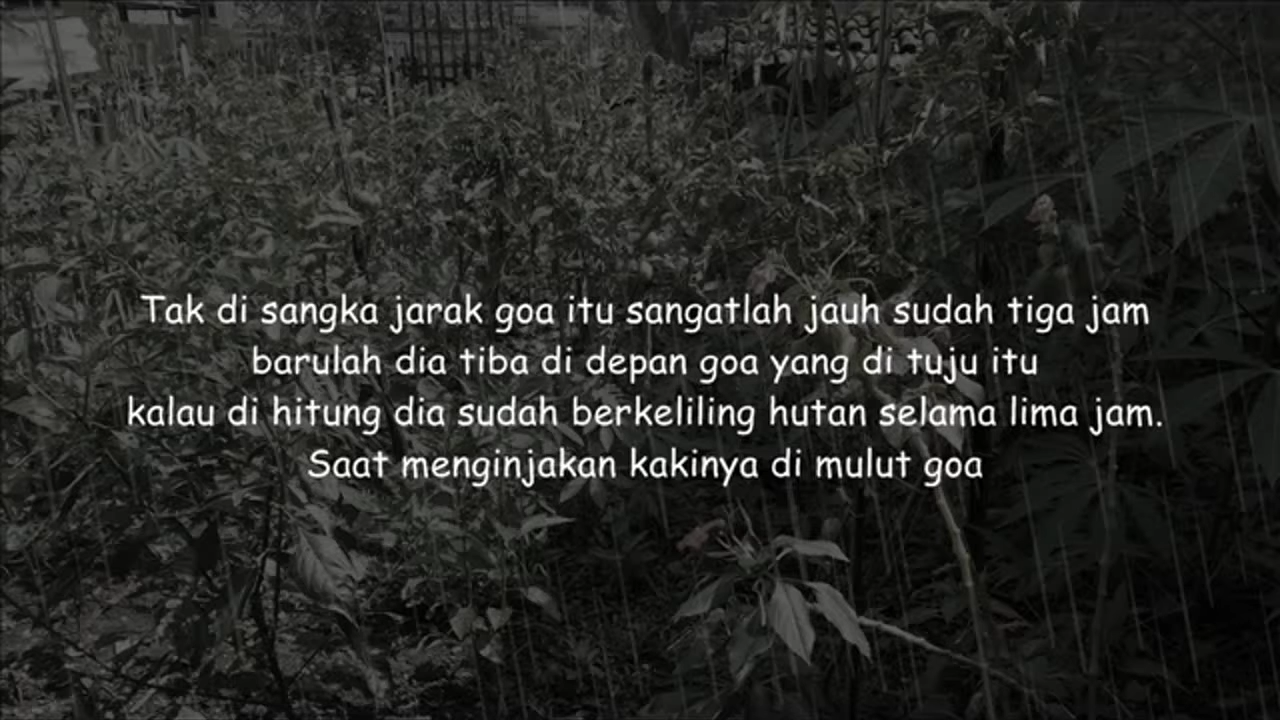 Tak di sangka jarak goa itu sangatlah jauh sudah tiga jam
barulah dia tiba di depan goa yang di tuju itu
kalau di hitung dia sudah berkeliling hutan selama lima jam.
Saat menginjakan kakinya di mulut goa